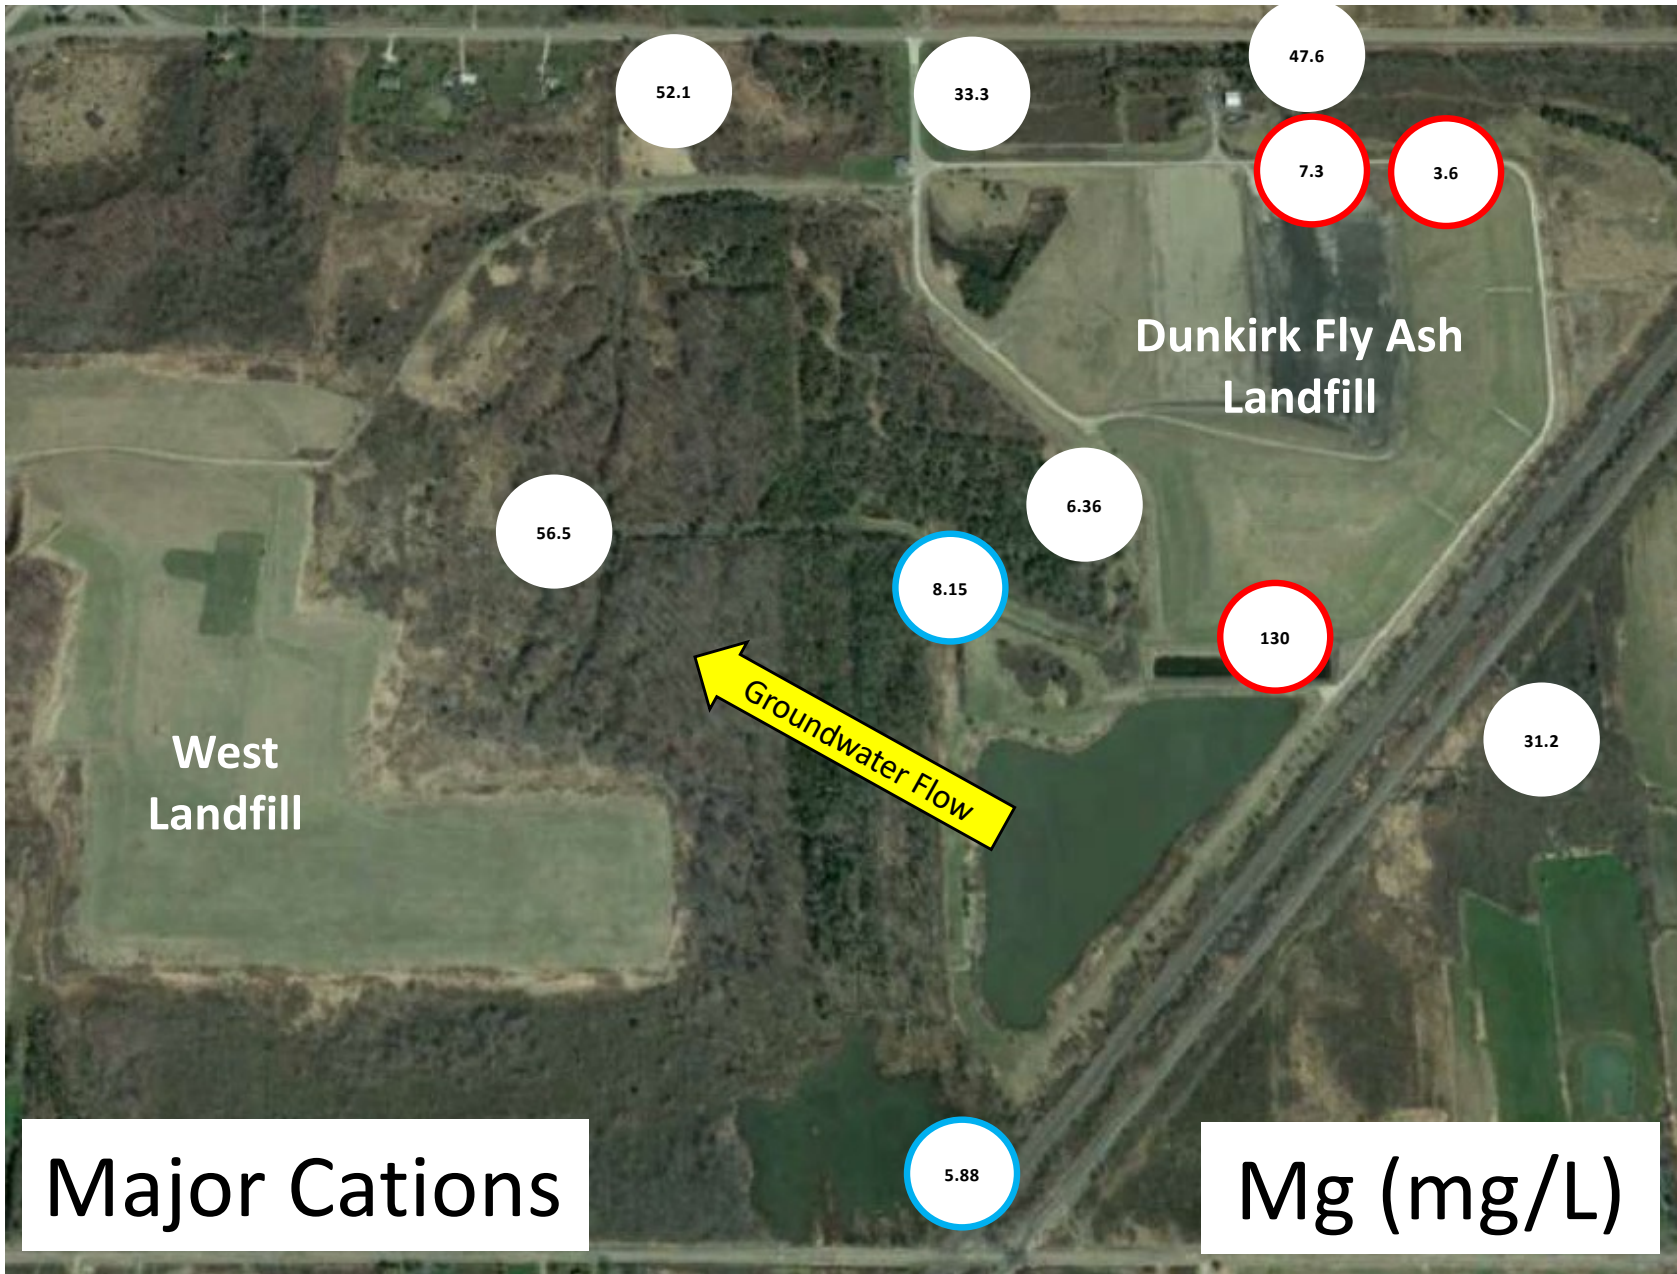 47.6
52.1
33.3
7.3
3.6
Dunkirk Fly Ash
Landfill
6.36
56.5
8.15
130
Groundwater Flow
31.2
West
Landfill
5.88
Major Cations
Mg (mg/L)